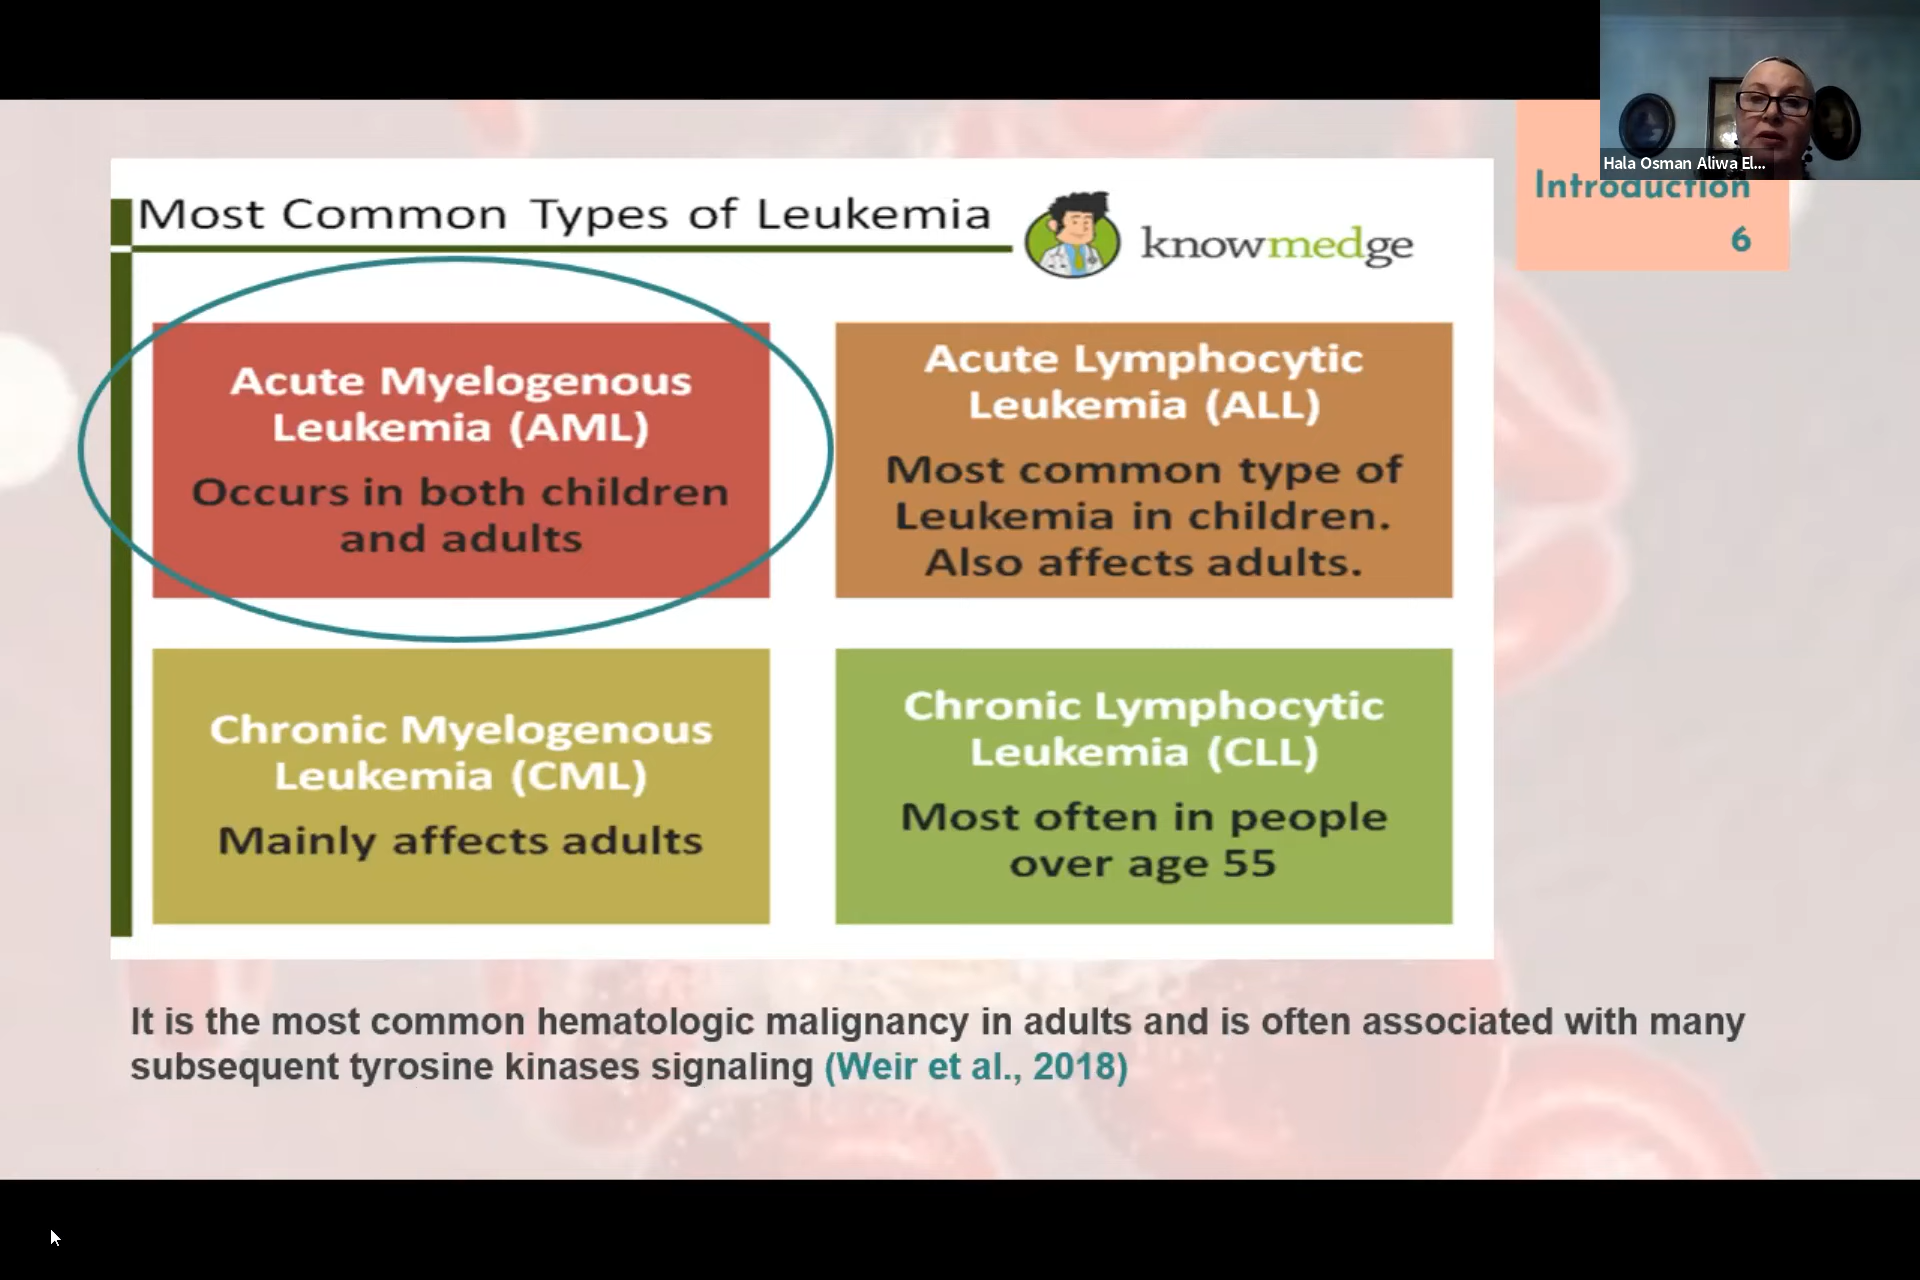 Hala Osman Aliwa El...
Introduction
6
Most Common Types of Leukemia
knowmedge
Acute Myelogenous
Leukemia (AML)
Occurs in both children
and adults
Acute Lymphocytic
Leukemia (ALL)
Most common type of
Leukemia in children.
Also affects adults.
Chronic Myelogenous
Leukemia (CML)
Mainly affects adults
Chronic Lymphocytic
Leukemia (CLL)
Most often in people
over age 55
It is the most common hematologic malignancy in adults and is often associated with many
subsequent tyrosine kinases signaling (Weir et al., 2018)